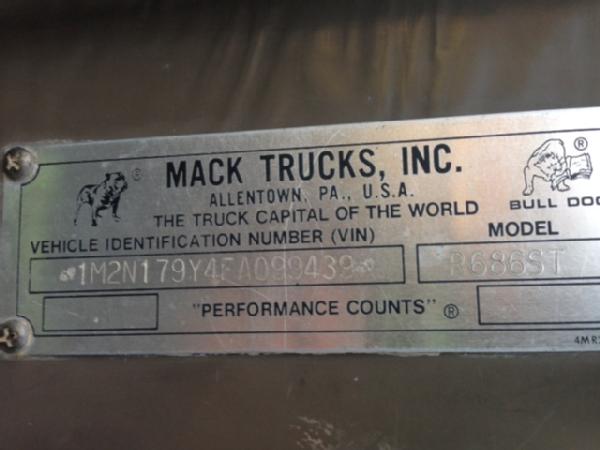 MACK TRUCKS, INC.
ALLENTOWN, PA., U.S.A.
THE TRUCK CAPITAL OF THE WORLD
BULL DOG
VEHICLE IDENTIFICATION NUMBER (VIN) MODEL
1M2N179Y4FA099439 R686ST
"PERFORMANCE COUNTS" ®
4MR